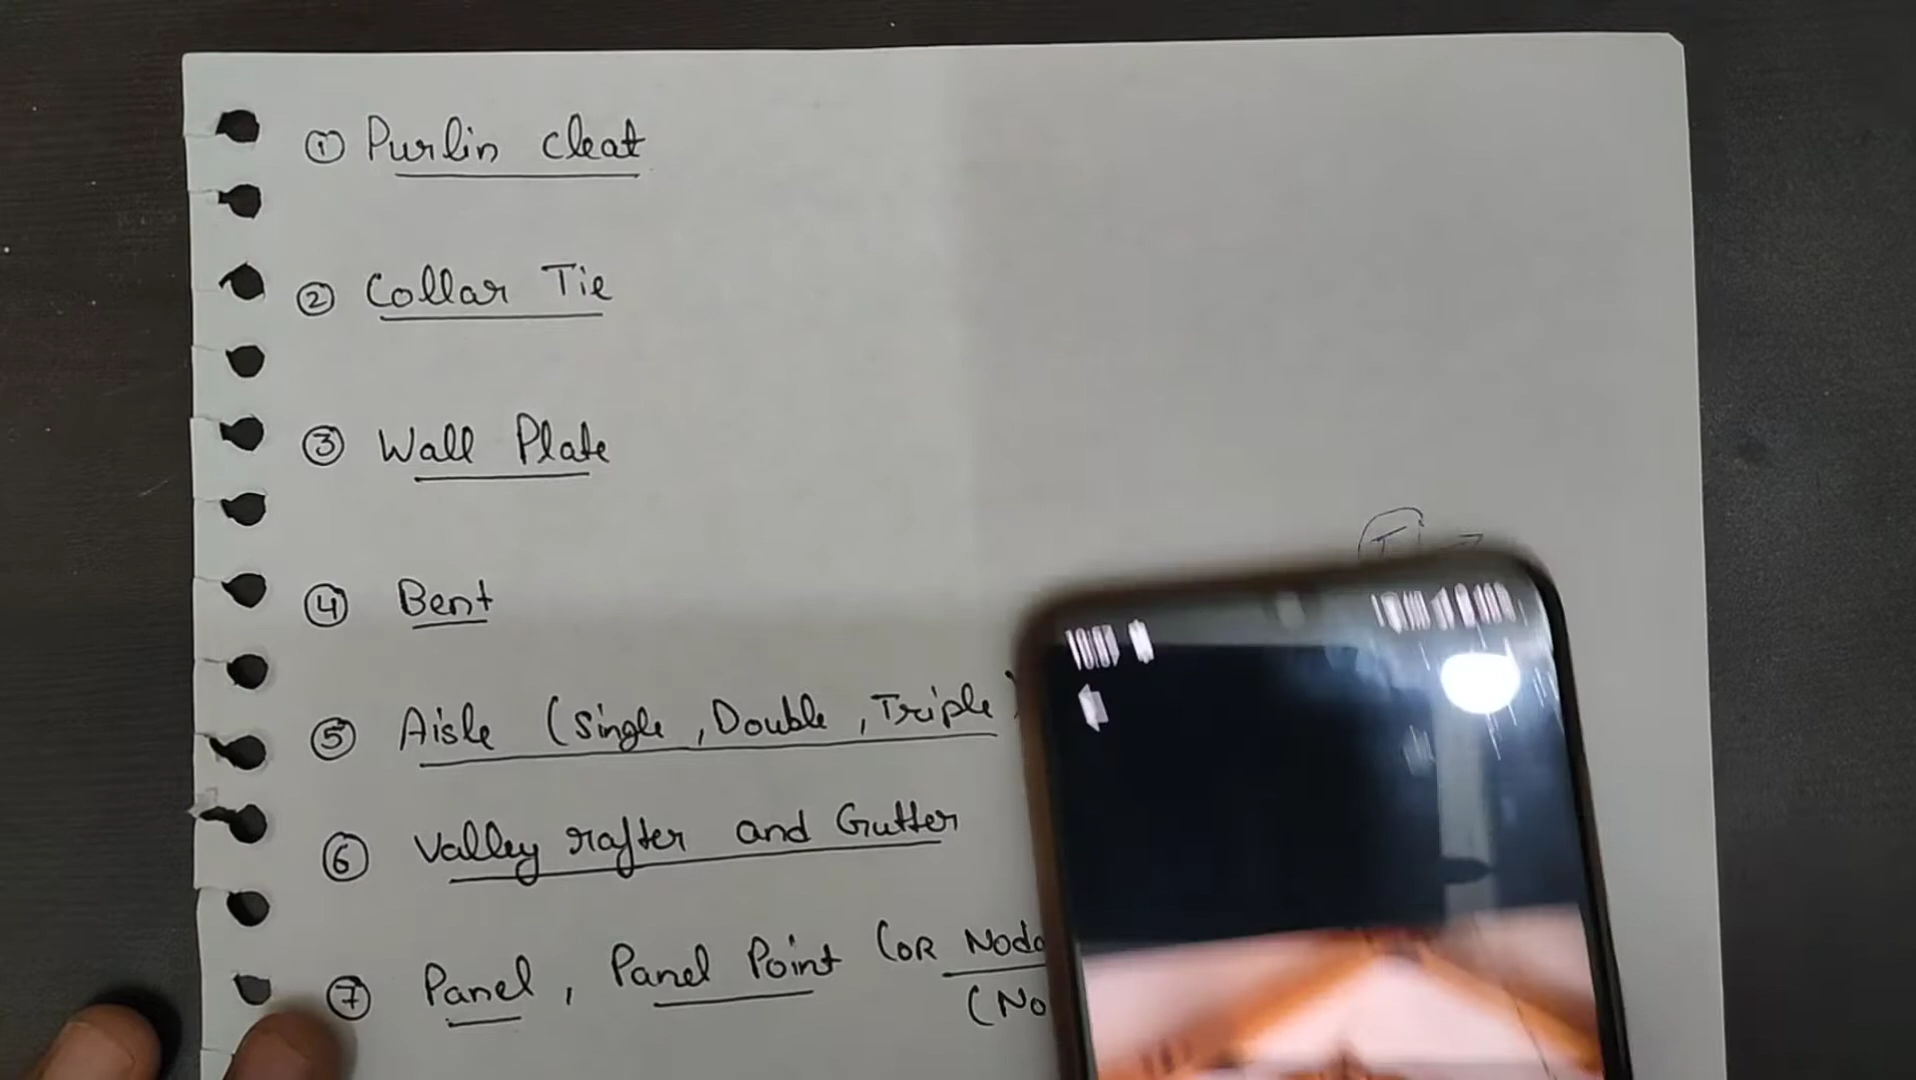 ① Purlin cleat
② Collar Tie
③ Wall Plate
④ Bent
⑤ Aisle (Single, Double, Triple
⑥ Valley rafter and Gutter
⑦ Panel, Panel Point (OR